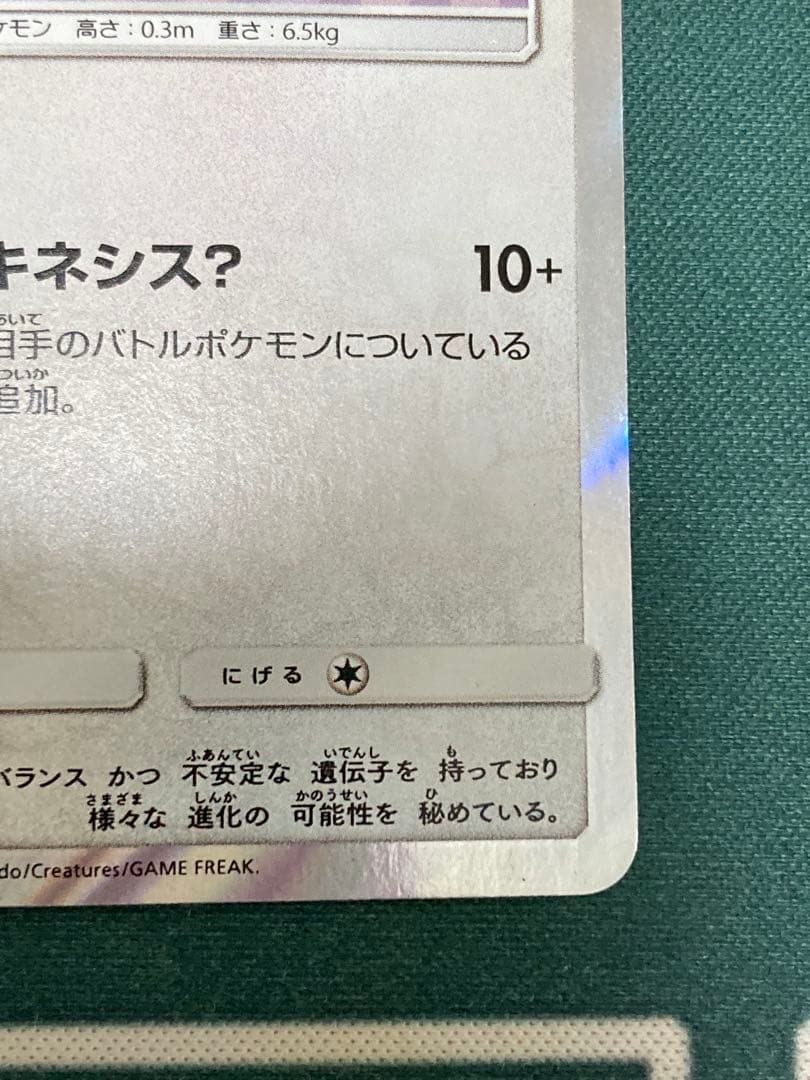 ケモン 高さ：0.3m 重さ：6.5kg
キネシス? 10+
あいて
相手のバトルポケモンについている
ついか
追加。
にげる
ふあんてい いでんし も
バランス かつ 不安定な 遺伝子を 持っており
さまざま しんか かのうせい ひ
様々な 進化の 可能性を 秘めている。
do/Creatures/GAME FREAK.